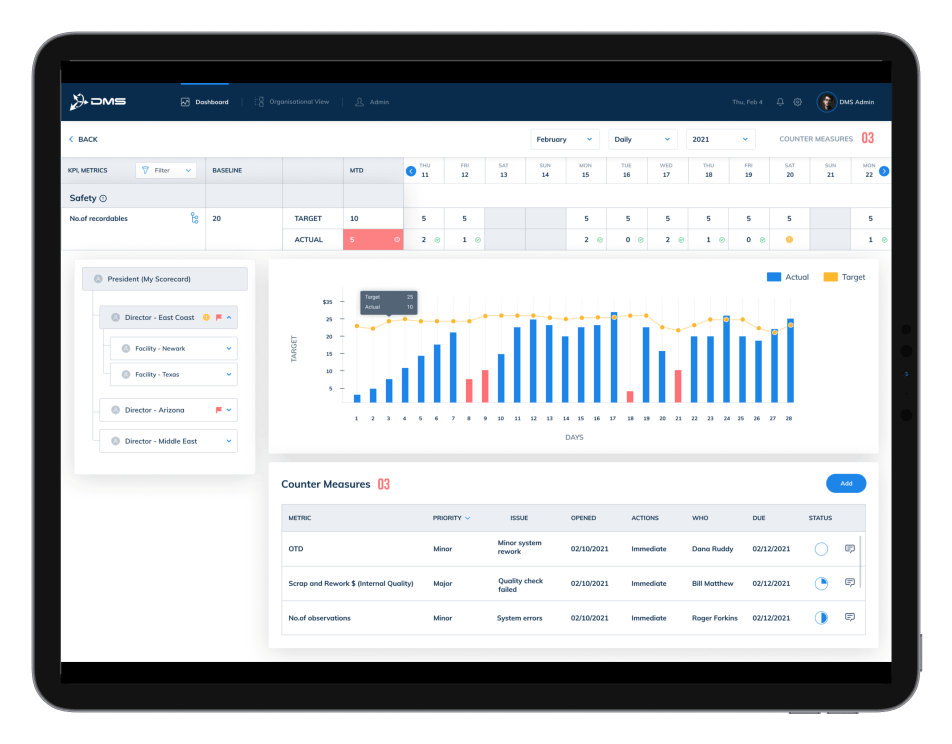 DMS
Dashboard
Organisational View
Admin
Thu, Feb 4
DMS Admin
BACK
February
Daily
2021
COUNTER MEASURES 03
KPI, METRICS
Filter
BASELINE
MTD
THU 11
FRI 12
SAT 13
SUN 14
MON 15
TUE 16
WED 17
THU 18
FRI 19
SAT 20
SUN 21
MON 22
Safety
No.of recordables
20
TARGET 10 5 5 5 5 5 5 5 5 5
ACTUAL 5 2 1 2 0 2 1 0 1
President (My Scorecard)
Director - East Coast
Facility - Newark
Facility - Texas
Director - Arizona
Director - Middle East
Actual
Target
Target 25
Actual 10
TARGET
$35
25
20
15
10
5
1 2 3 4 5 6 7 8 9 10 11 12 13 14 15 16 17 18 19 20 21 22 23 24 25 26 27 28
DAYS
Counter Measures 03
Add
METRIC PRIORITY ISSUE OPENED ACTIONS WHO DUE STATUS
OTD Minor Minor system rework 02/10/2021 Immediate Dana Ruddy 02/12/2021
Scrap and Rework $ (Internal Quality) Major Quality check failed 02/10/2021 Immediate Bill Matthew 02/12/2021
No.of observations Minor System errors 02/10/2021 Immediate Roger Forkins 02/12/2021